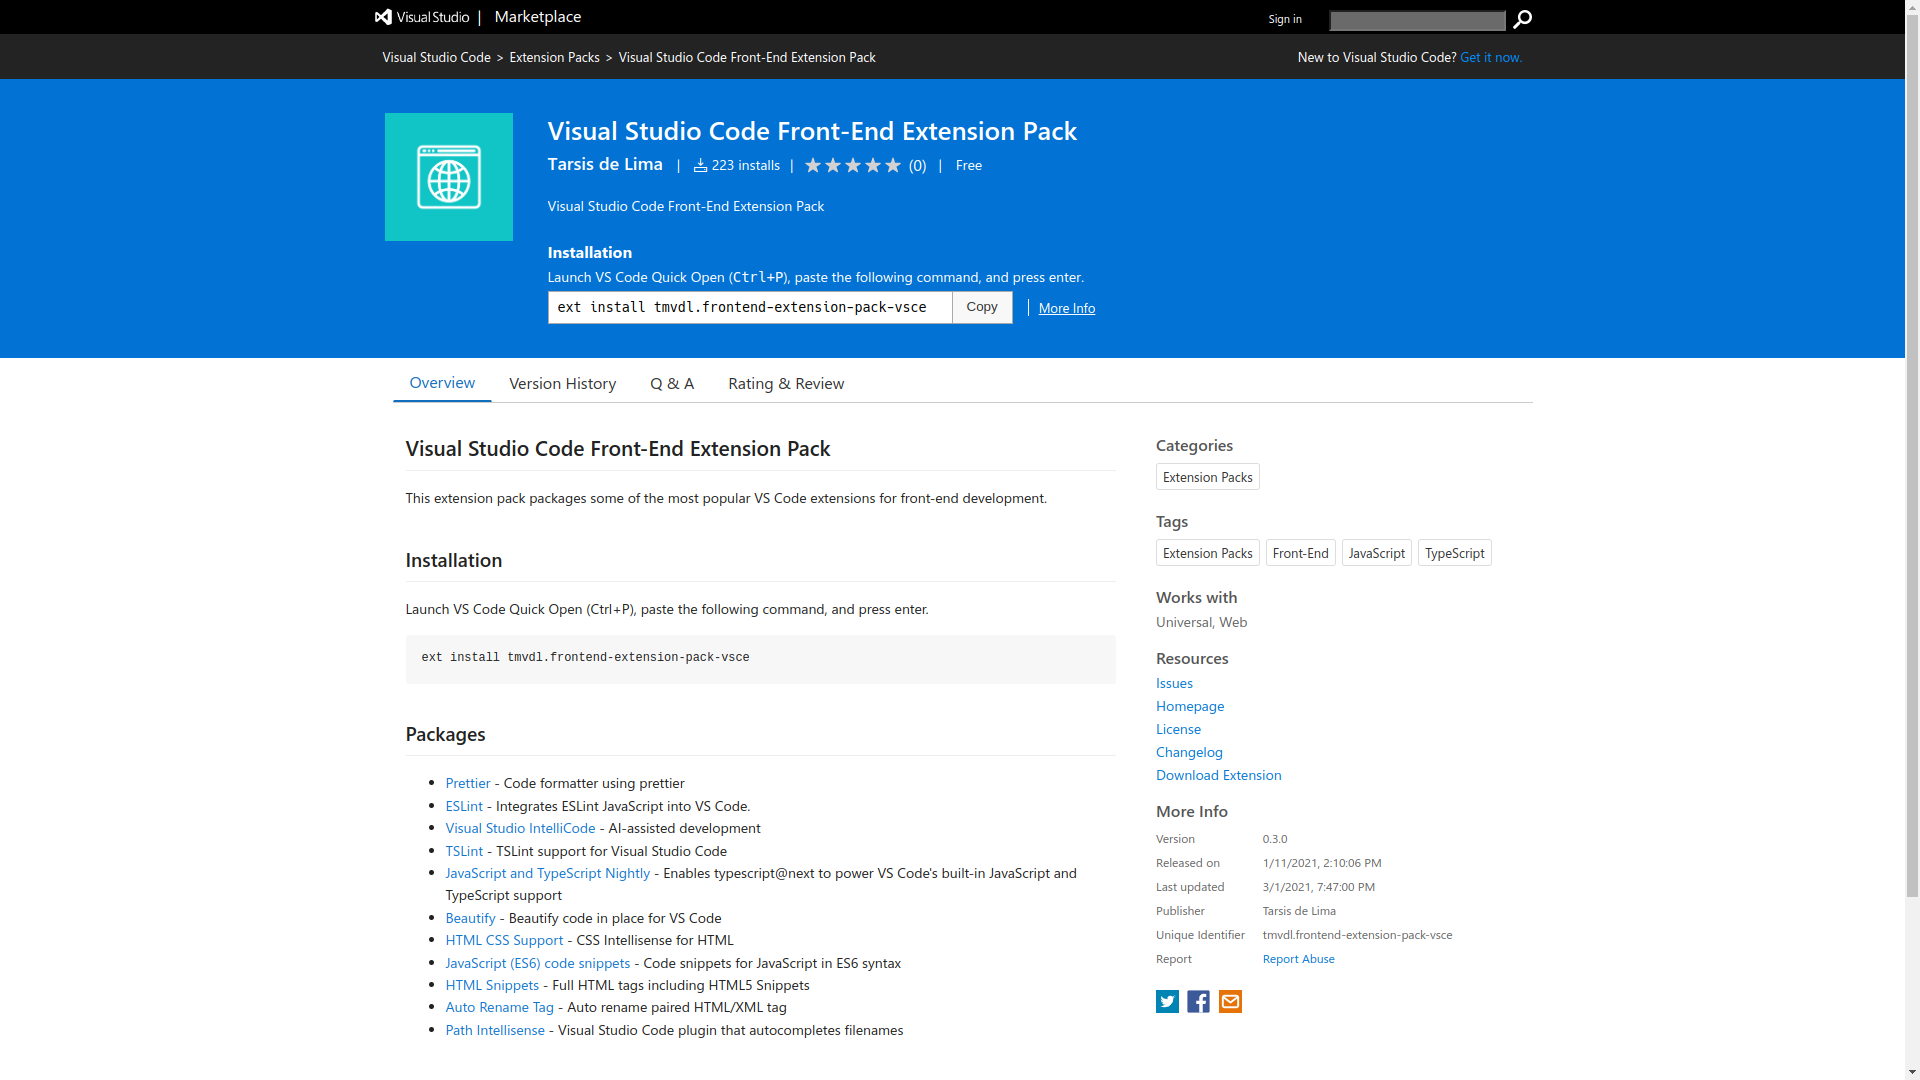 Visual Studio | Marketplace
Sign in
Visual Studio Code > Extension Packs > Visual Studio Code Front-End Extension Pack
New to Visual Studio Code? Get it now.
Visual Studio Code Front-End Extension Pack
Tarsis de Lima | 223 installs | (0) | Free
Visual Studio Code Front-End Extension Pack
Installation
Launch VS Code Quick Open (Ctrl+P), paste the following command, and press enter.
ext install tmvdl.frontend-extension-pack-vsce
Copy
| More Info
Overview
Version History
Q & A
Rating & Review
Visual Studio Code Front-End Extension Pack
This extension pack packages some of the most popular VS Code extensions for front-end development.
Installation
Launch VS Code Quick Open (Ctrl+P), paste the following command, and press enter.
ext install tmvdl.frontend-extension-pack-vsce
Packages
Prettier - Code formatter using prettier
ESLint - Integrates ESLint JavaScript into VS Code.
Visual Studio IntelliCode - AI-assisted development
TSLint - TSLint support for Visual Studio Code
JavaScript and TypeScript Nightly - Enables typescript@next to power VS Code's built-in JavaScript and
TypeScript support
Beautify - Beautify code in place for VS Code
HTML CSS Support - CSS Intellisense for HTML
JavaScript (ES6) code snippets - Code snippets for JavaScript in ES6 syntax
HTML Snippets - Full HTML tags including HTML5 Snippets
Auto Rename Tag - Auto rename paired HTML/XML tag
Path Intellisense - Visual Studio Code plugin that autocompletes filenames
Categories
Extension Packs
Tags
Extension Packs
Front-End
JavaScript
TypeScript
Works with
Universal, Web
Resources
Issues
Homepage
License
Changelog
Download Extension
More Info
Version 0.3.0
Released on 1/11/2021, 2:10:06 PM
Last updated 3/1/2021, 7:47:00 PM
Publisher Tarsis de Lima
Unique Identifier tmvdl.frontend-extension-pack-vsce
Report Report Abuse